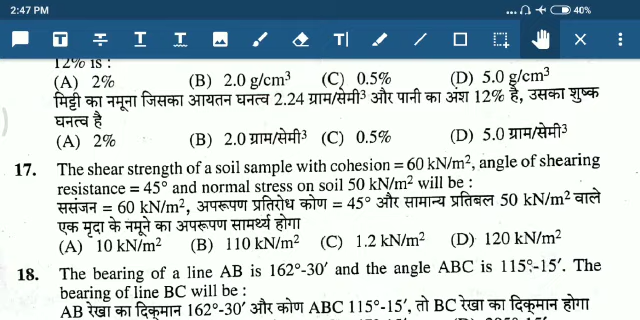 2:47 PM
... 40%
12% is :
(A) 2% (B) 2.0 g/cm³ (C) 0.5% (D) 5.0 g/cm³
मिट्टी का नमूना जिसका आयतन घनत्व 2.24 ग्राम/सेमी³ और पानी का अंश 12% है, उसका शुष्क
घनत्व है
(A) 2% (B) 2.0 ग्राम/सेमी³ (C) 0.5% (D) 5.0 ग्राम/सेमी³
17. The shear strength of a soil sample with cohesion = 60 kN/m², angle of shearing
resistance = 45° and normal stress on soil 50 kN/m² will be :
ससंजन = 60 kN/m², अपरूपण प्रतिरोध कोण = 45° और सामान्य प्रतिबल 50 kN/m² वाले
एक मृदा के नमूने का अपरूपण सामर्थ्य होगा
(A) 10 kN/m² (B) 110 kN/m² (C) 1.2 kN/m² (D) 120 kN/m²
18. The bearing of a line AB is 162°-30′ and the angle ABC is 115°-15′. The
bearing of line BC will be :
AB रेखा का दिक्मान 162°-30′ और कोण ABC 115°-15′, तो BC रेखा का दिक्मान होगा